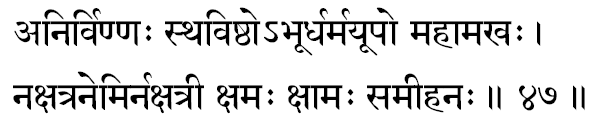 अनिर्विण्णः स्थविष्ठोऽभूर्धर्मयूपो महामखः ।
नक्षत्रनेमिर्नक्षत्री क्षमः क्षामः समीहनः ॥ ४७ ॥